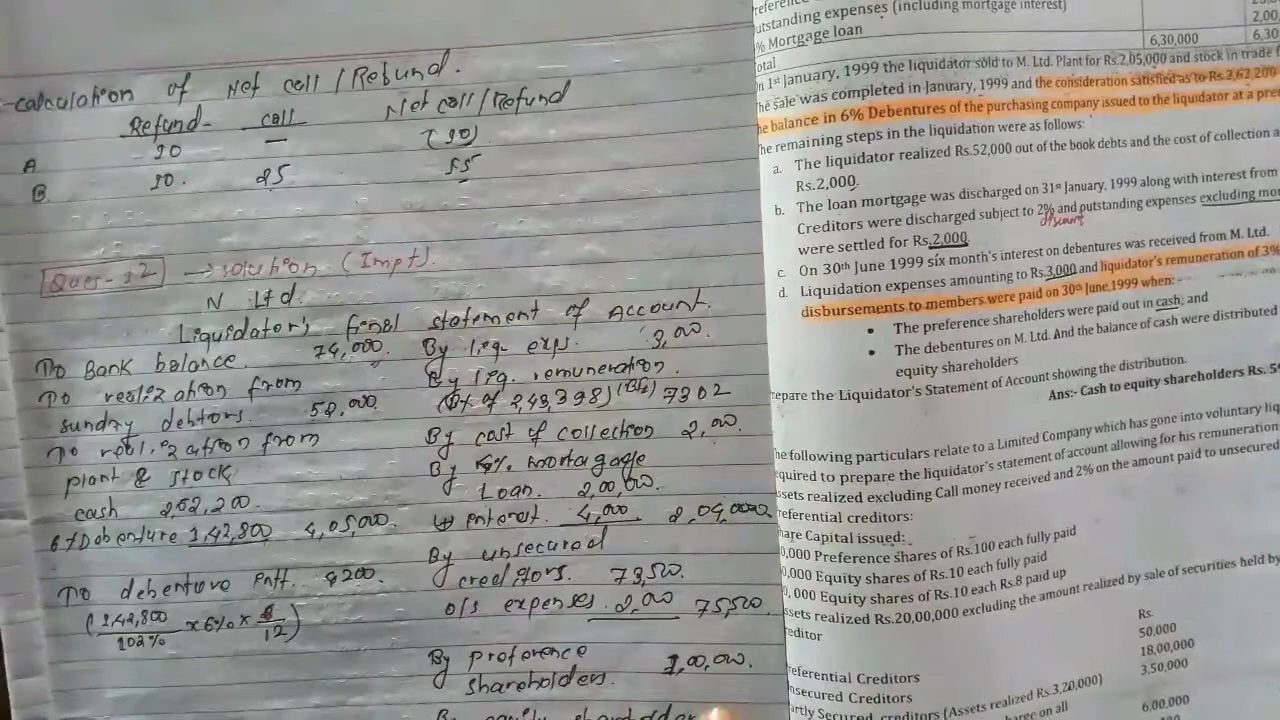 -calculation of Net call / Refund.
Refund- call Net call/Refund
A 30 — (30)
B 30. 85 55
Ques-32 → solution (Impt).
N Ltd.
Liquidator's final statement of Account.
To Bank balance. 74,000.
To realization from
sundry debtors. 52,000.
To realization from
plant & stock
cash 2,62,200
6% Debenture 1,42,800 4,05,000.
To debenture Intt. 4200.
(1,42,800 / 102% × 6% × 6/12)
By liq. exps. 3,000.
By liq. remuneration.
(3% of 2,43,398) 7302
By cost of collection 2,000.
By % mortagage
Loan. 2,00,000.
(+) interest. 4,000 2,04,000
By unsecured
creditors. 73,500.
o/s expenses. 2,000 75,500
By preference
shareholders. 1,00,000.
By equity shareholder
utstanding expenses (including mortgage interest)
% Mortgage loan 2,00
otal 6,30,000 6,30
n 1st January, 1999 the liquidator sold to M. Ltd. Plant for Rs.2,05,000 and stock in trade f
he sale was completed in January, 1999 and the consideration satisfied as to Rs.2,62,200
he balance in 6% Debentures of the purchasing company issued to the liquidator at a pre
he remaining steps in the liquidation were as follows:
a. The liquidator realized Rs.52,000 out of the book debts and the cost of collection a
Rs.2,000.
b. The loan mortgage was discharged on 31st January, 1999 along with interest from
Creditors were discharged subject to 2% and outstanding expenses excluding mor
discount
were settled for Rs.2,000
c. On 30th June 1999 six month's interest on debentures was received from M. Ltd.
d. Liquidation expenses amounting to Rs.3,000 and liquidator's remuneration of 3%
disbursements to members were paid on 30th June,1999 when:-
• The preference shareholders were paid out in cash; and
• The debentures on M. Ltd. And the balance of cash were distributed
equity shareholders
repare the Liquidator's Statement of Account showing the distribution.
Ans:- Cash to equity shareholders Rs. 5
he following particulars relate to a Limited Company which has gone into voluntary liq
equired to prepare the liquidator's statement of account allowing for his remuneration
ssets realized excluding Call money received and 2% on the amount paid to unsecured
referential creditors:
hare Capital issued:
0,000 Preference shares of Rs.100 each fully paid
0,000 Equity shares of Rs.10 each fully paid
0,000 Equity shares of Rs.10 each Rs.8 paid up
ssets realized Rs.20,00,000 excluding the amount realized by sale of securities held by
editor Rs.
referential Creditors 50,000
nsecured Creditors 18,00,000
artly Secured creditors (Assets realized Rs.3,20,000) 3,50,000
6,00,000